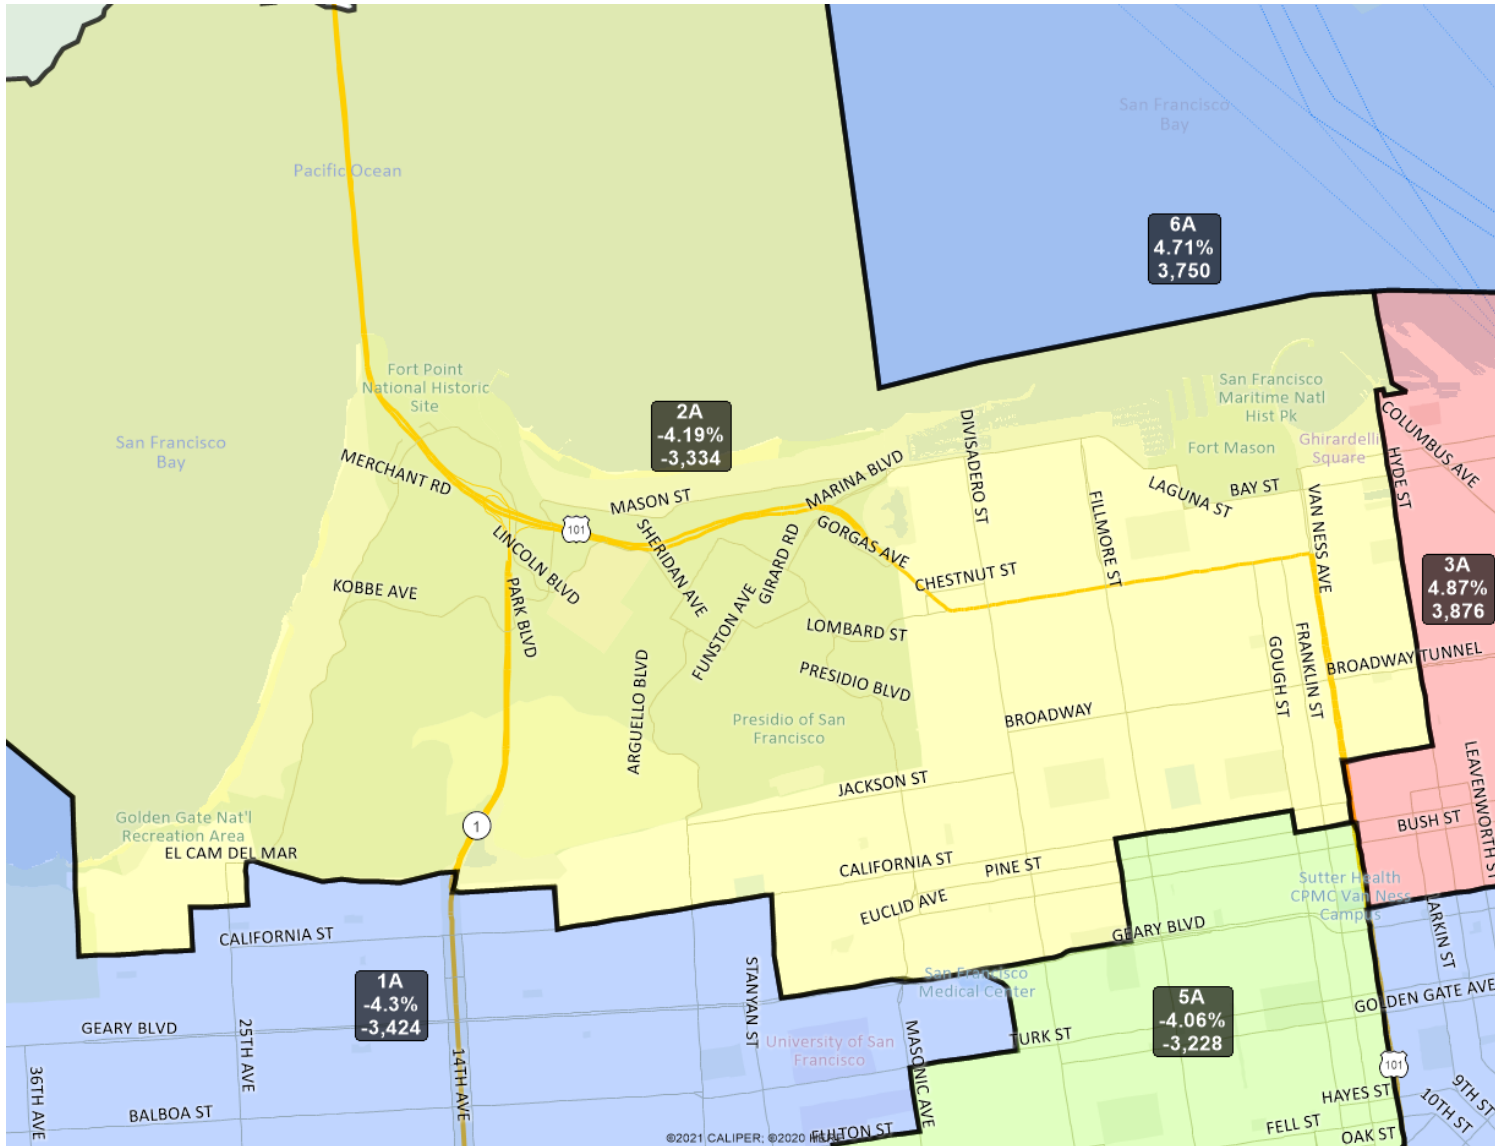 San Francisco
Bay
Pacific Ocean
6A
4.71%
3,750
Fort Point
National Historic
Site
San Francisco
Maritime Natl
Hist Pk
2A
-4.19%
-3,334
San Francisco
Bay
Fort Mason
Ghirardelli
Square
COLUMBUS AVE
HYDE ST
DIVISADERO ST
MERCHANT RD
MARINA BLVD
MASON ST
LAGUNA ST
BAY ST
VAN NESS AVE
FILLMORE ST
101
GORGAS AVE
SHERIDAN AVE
LINCOLN BLVD
GIRARD RD
CHESTNUT ST
KOBBE AVE
PARK BLVD
FUNSTON AVE
3A
4.87%
3,876
LOMBARD ST
FRANKLIN ST
GOUGH ST
BROADWAY TUNNEL
ARGUELLO BLVD
PRESIDIO BLVD
BROADWAY
Presidio of San
Francisco
JACKSON ST
LEAVENWORTH ST
Golden Gate Nat'l
Recreation Area
1
BUSH ST
EL CAM DEL MAR
CALIFORNIA ST
PINE ST
Sutter Health
CPMC Van Ness
Campus
EUCLID AVE
LARKIN ST
CALIFORNIA ST
GEARY BLVD
San Francisco
Medical Center
1A
-4.3%
-3,424
5A
-4.06%
-3,228
GOLDEN GATE AVE
STANYAN ST
GEARY BLVD
25TH AVE
14TH AVE
University of San
Francisco
MASONIC AVE
TURK ST
101
36TH AVE
9TH ST
10TH ST
HAYES ST
BALBOA ST
FELL ST
FULTON ST
OAK ST
©2021 CALIPER; ©2020 HERE